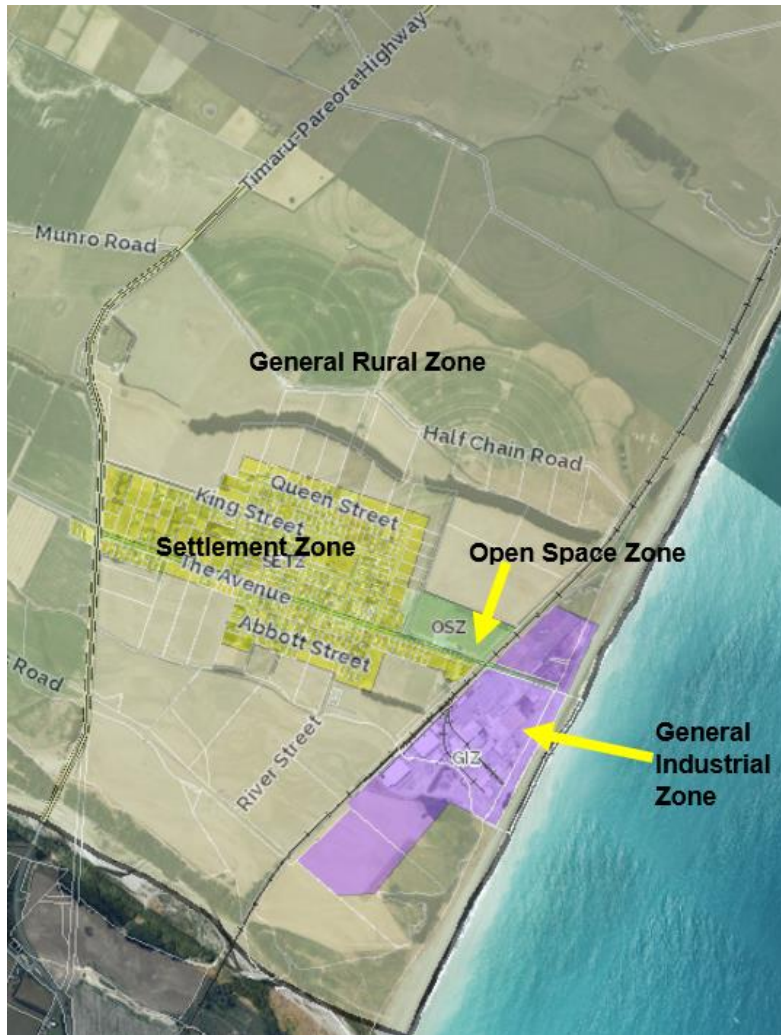 Timaru-Pareora Highway
Munro Road
General Rural Zone
Half Chain Road
Queen Street
King Street
Settlement Zone
SETZ
Open Space Zone
The Avenue
OSZ
Abbott Street
Road
River Street
GIZ
General
Industrial
Zone